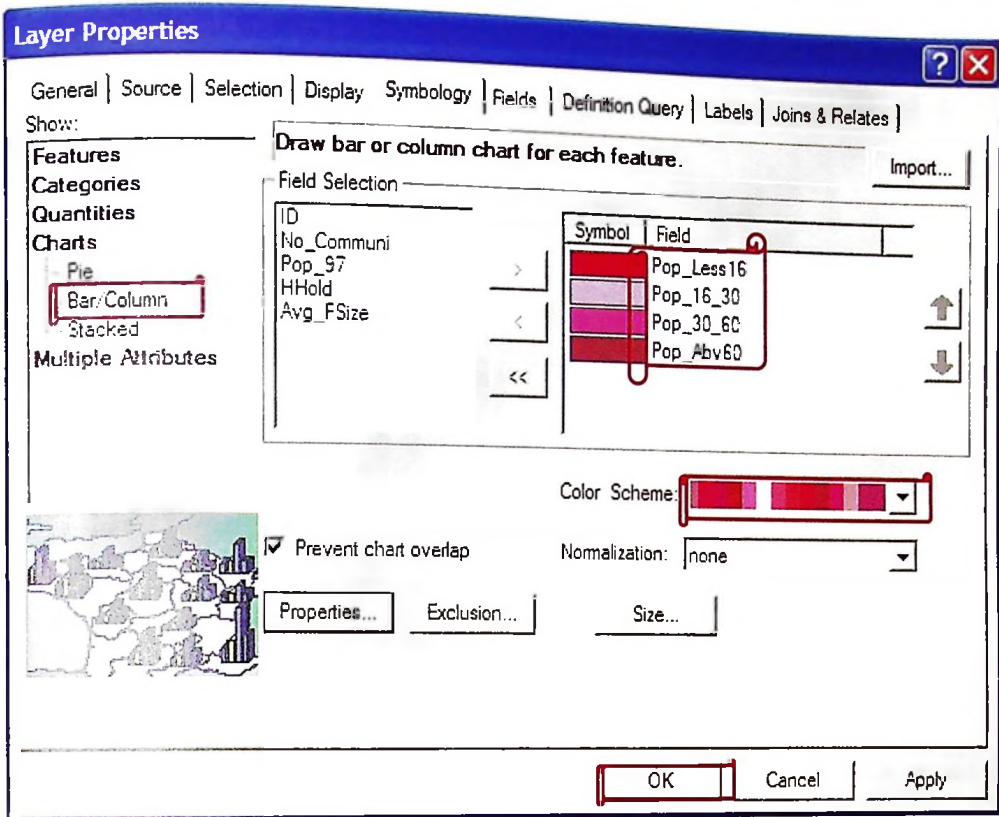 Layer Properties
General Source Selection Display Symbology Fields Definition Query Labels Joins & Relates
Show:
Features
Categories
Quantities
Charts
Pie
Bar/Column
Stacked
Multiple Attributes
Draw bar or column chart for each feature.
Import...
Field Selection
ID
No_Communi
Pop_97
HHold
Avg_FSize
>
<
<<
Symbol Field
Pop_Less16
Pop_16_30
Pop_30_60
Pop_Abv60
Color Scheme:
Prevent chart overlap
Normalization: none
Properties... Exclusion... Size...
OK Cancel Apply